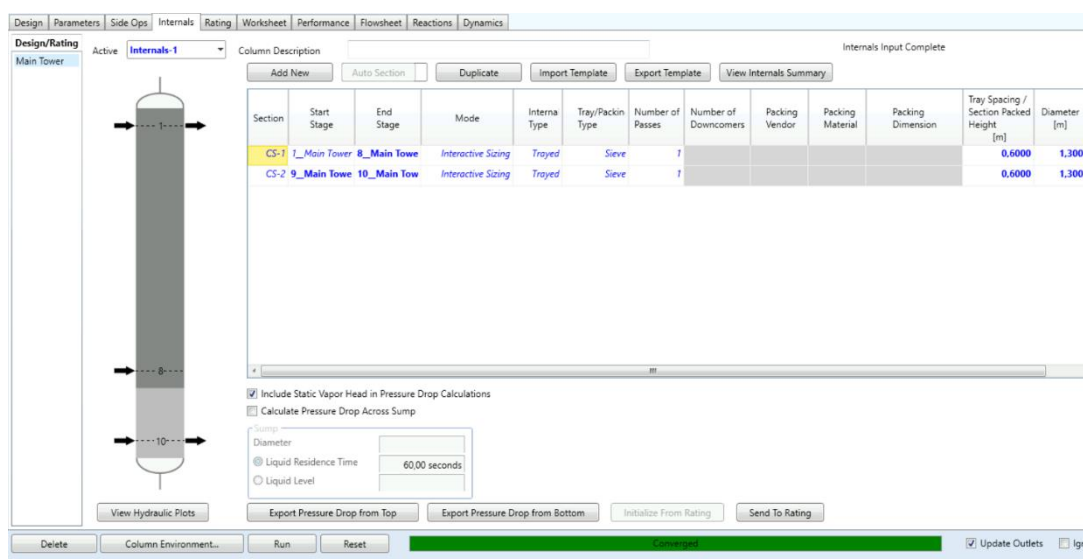 Design Parameters Side Ops Internals Rating Worksheet Performance Flowsheet Reactions Dynamics
Design/Rating
Main Tower
Active Internals-1 Column Description Internals Input Complete
Add New Auto Section Duplicate Import Template Export Template View Internals Summary
Section Start Stage End Stage Mode Interna Type Tray/Packin Type Number of Passes Number of Downcomers Packing Vendor Packing Material Packing Dimension Tray Spacing / Section Packed Height [m] Diameter [m]
CS-1 1_Main Tower 8_Main Towe Interactive Sizing Trayed Sieve 1 0,6000 1,300
CS-2 9_Main Towe 10_Main Tow Interactive Sizing Trayed Sieve 1 0,6000 1,300
1
8
10
Include Static Vapor Head in Pressure Drop Calculations
Calculate Pressure Drop Across Sump
Sump
Diameter
Liquid Residence Time 60,00 seconds
Liquid Level
View Hydraulic Plots Export Pressure Drop from Top Export Pressure Drop from Bottom Initialize From Rating Send To Rating
Delete Column Environment... Run Reset Converged Update Outlets Ig